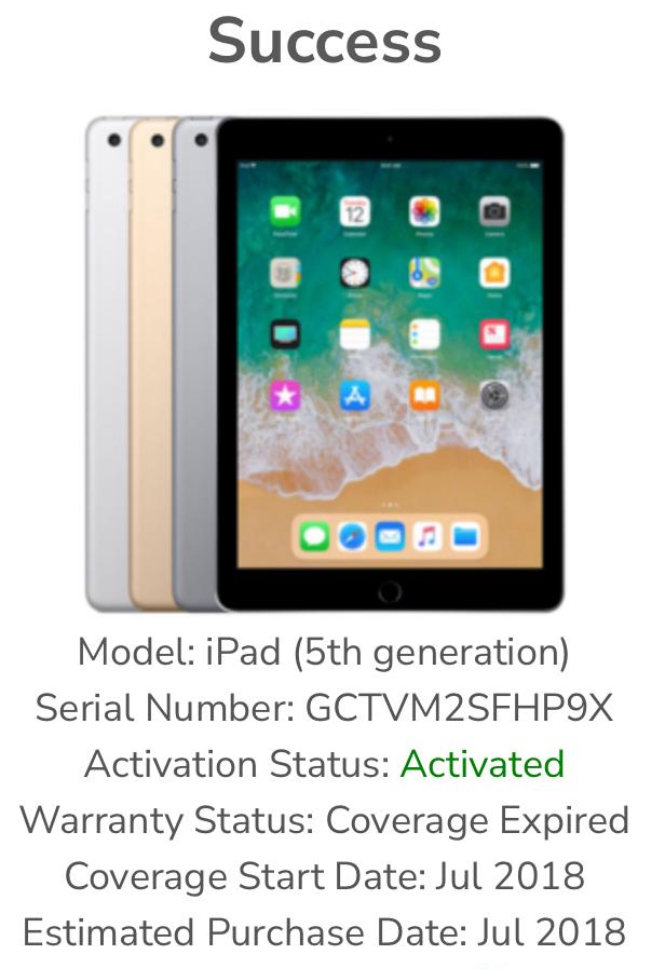 Success
12
Model: iPad (5th generation)
Serial Number: GCTVM2SFHP9X
Activation Status: Activated
Warranty Status: Coverage Expired
Coverage Start Date: Jul 2018
Estimated Purchase Date: Jul 2018